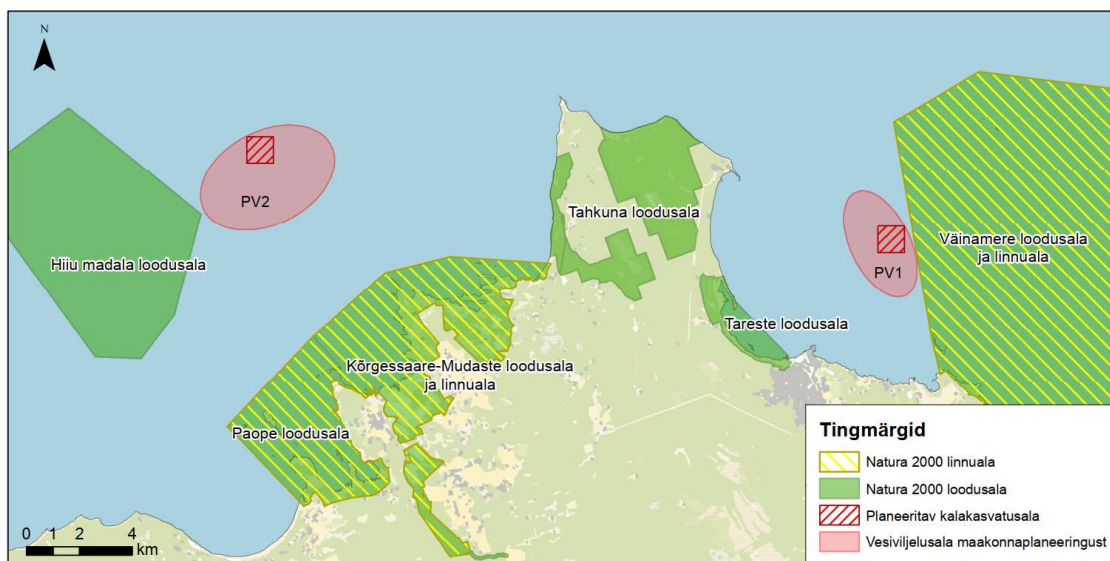 N
PV2
Tahkuna loodusala
Väinamere loodusala
ja linnuala
PV1
Hiiu madala loodusala
Tareste loodusala
Kõrgessaare-Mudaste loodusala
ja linnuala
Paope loodusala
Tingmärgid
Natura 2000 linnuala
Natura 2000 loodusala
Planeeritav kalakasvatusala
Vesiviljelusala maakonnaplaneeringust
0 1 2 4
km